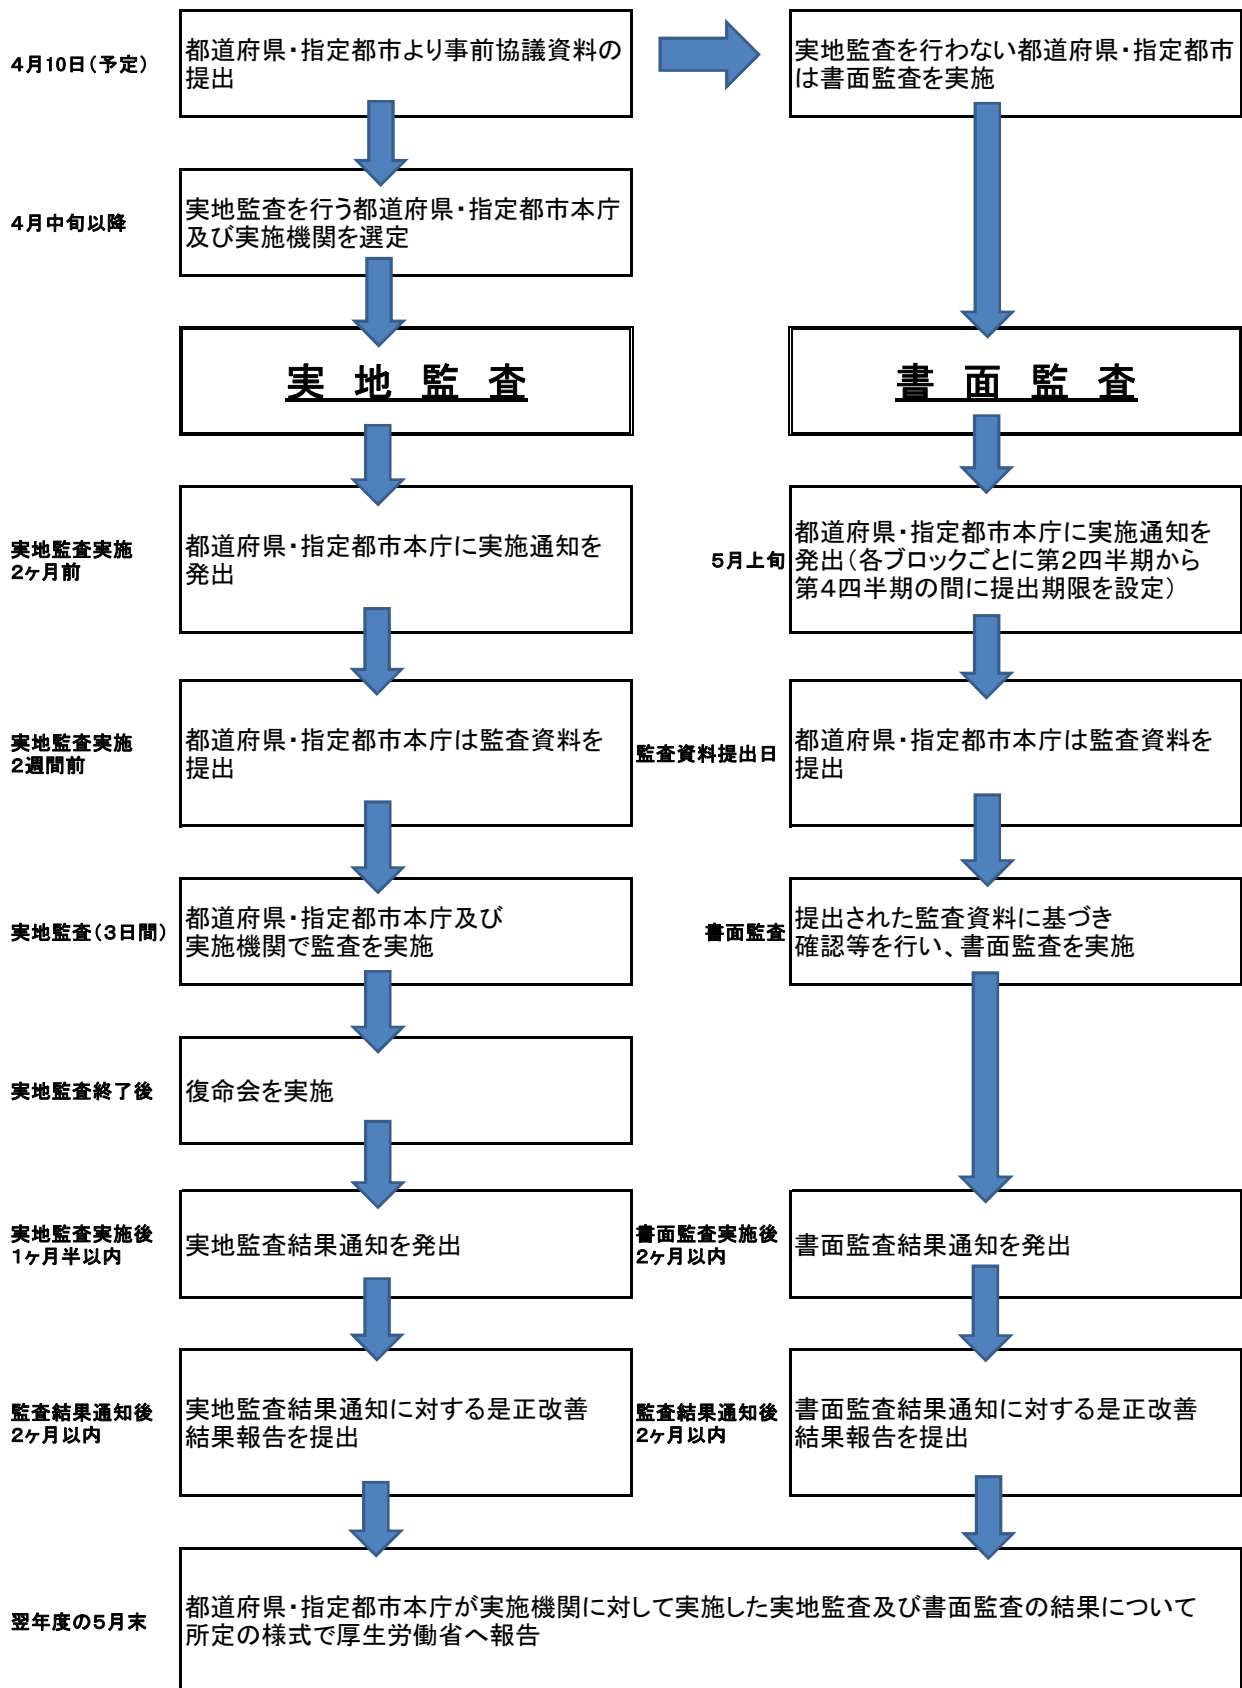 4月10日（予定）
都道府県・指定都市より事前協議資料の
提出
実地監査を行わない都道府県・指定都市
は書面監査を実施
4月中旬以降
実地監査を行う都道府県・指定都市本庁
及び実施機関を選定
実 地 監 査
書 面 監 査
実地監査実施
2ヶ月前
都道府県・指定都市本庁に実施通知を
発出
5月上旬
都道府県・指定都市本庁に実施通知を
発出（各ブロックごとに第2四半期から
第4四半期の間に提出期限を設定）
実地監査実施
2週間前
都道府県・指定都市本庁は監査資料を
提出
監査資料提出日
都道府県・指定都市本庁は監査資料を
提出
実地監査（3日間）
都道府県・指定都市本庁及び
実施機関で監査を実施
書面監査
提出された監査資料に基づき
確認等を行い、書面監査を実施
実地監査終了後
復命会を実施
実地監査実施後
1ヶ月半以内
実地監査結果通知を発出
書面監査実施後
2ヶ月以内
書面監査結果通知を発出
監査結果通知後
2ヶ月以内
実地監査結果通知に対する是正改善
結果報告を提出
監査結果通知後
2ヶ月以内
書面監査結果通知に対する是正改善
結果報告を提出
翌年度の5月末
都道府県・指定都市本庁が実施機関に対して実施した実地監査及び書面監査の結果について
所定の様式で厚生労働省へ報告